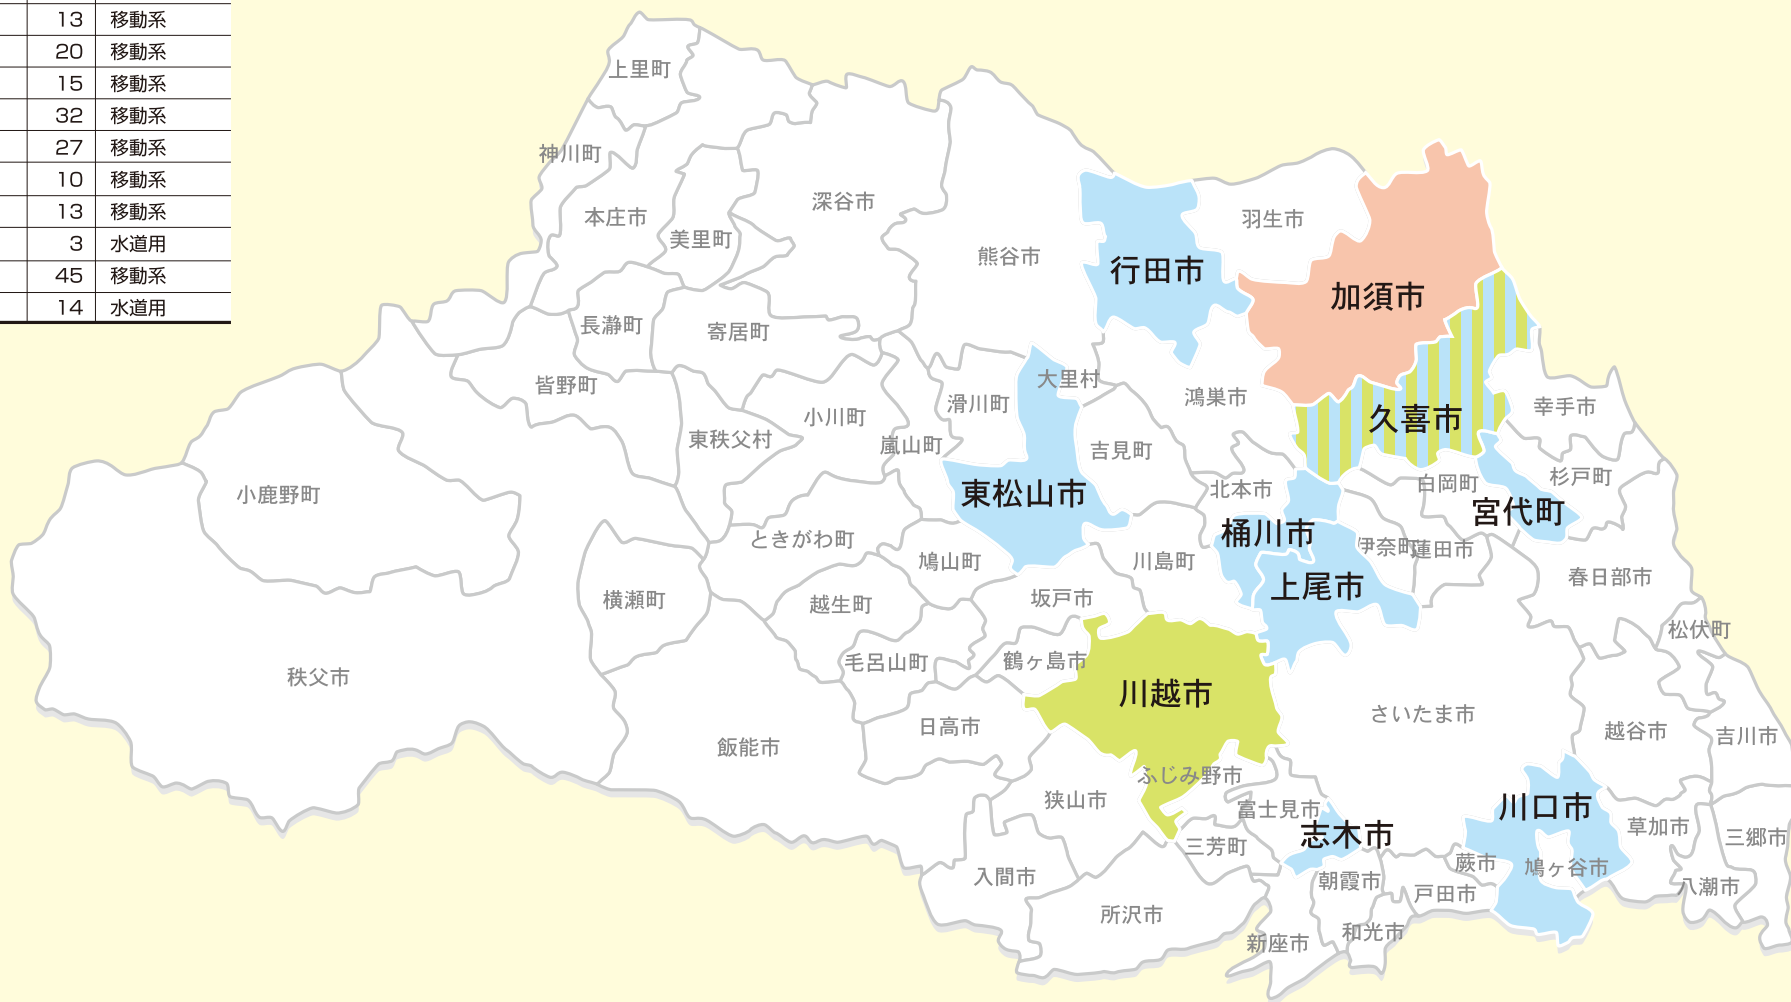 13 移動系
20 移動系
15 移動系
32 移動系
27 移動系
10 移動系
13 移動系
3 水道用
45 移動系
14 水道用
上里町
神川町
本庄市
美里町
深谷市
熊谷市
行田市
羽生市
加須市
長瀞町
寄居町
皆野町
大里村
滑川町
小川町
東秩父村
嵐山町
吉見町
鴻巣市
久喜市
幸手市
小鹿野町
東松山市
北本市
白岡町
杉戸町
宮代町
桶川市
ときがわ町
鳩山町
川島町
伊奈町
蓮田市
春日部市
上尾市
横瀬町
越生町
坂戸市
松伏町
毛呂山町
鶴ヶ島市
秩父市
川越市
さいたま市
日高市
飯能市
越谷市
吉川市
ふじみ野市
狭山市
富士見市
川口市
志木市
草加市
三郷市
三芳町
入間市
朝霞市
蕨市
鳩ヶ谷市
戸田市
八潮市
所沢市
新座市
和光市